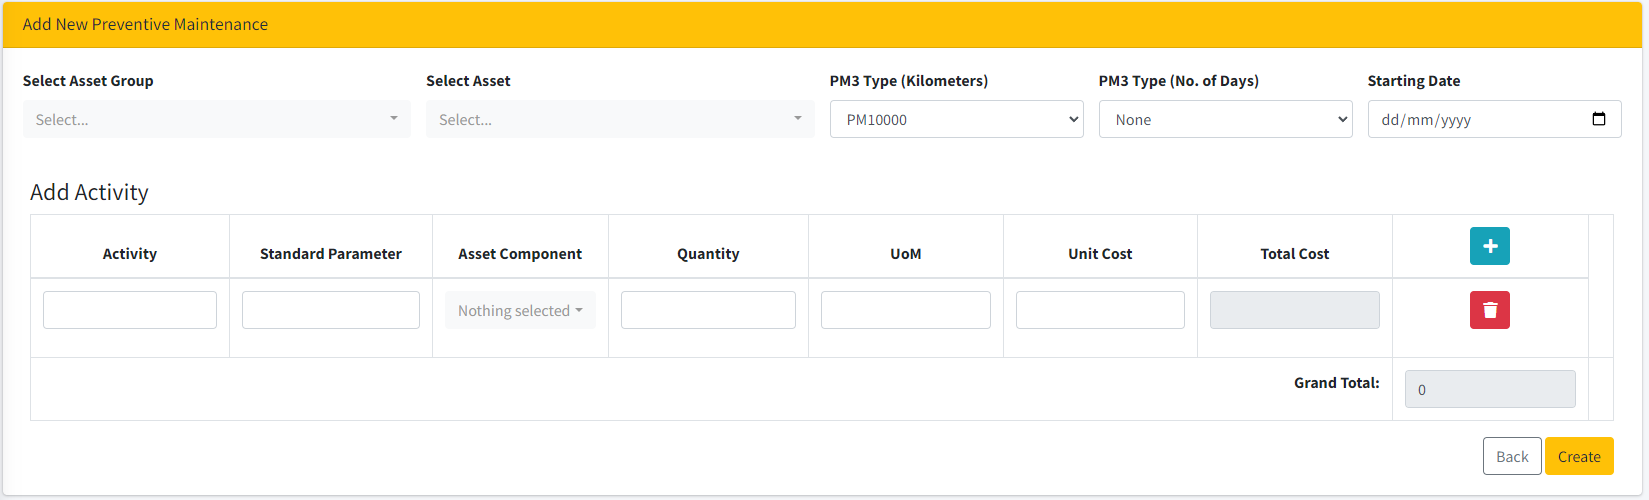 Add New Preventive Maintenance
Select Asset Group Select Asset PM3 Type (Kilometers) PM3 Type (No. of Days) Starting Date
Select... Select... PM10000 None dd/mm/yyyy
Add Activity
Activity Standard Parameter Asset Component Quantity UoM Unit Cost Total Cost
Nothing selected
Grand Total: 0
Back Create